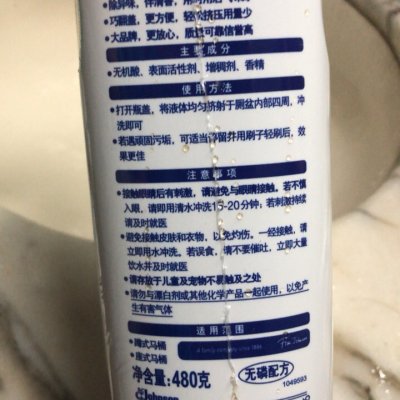 •除异味，伴清香，
•巧翻盖，更方便，轻松挤压用量少
•大品牌，更放心，质量可靠信誉高
主要成分
•无机酸、表面活性剂、增稠剂、香精
使用方法
•打开瓶盖，将液体均匀挤射于厕盆内部四周，冲
洗即可
•若遇顽固污垢，可适当停留并用刷子轻刷后，效
果更佳
注意事项
•接触眼睛后有刺激，请避免与眼睛接触。若不慎
入眼，请即用清水冲洗15-20分钟；若刺激持续
请及时就医
•避免接触皮肤和衣物，以免灼伤。一经接触，请
立即用水冲洗。若误食，请不要催吐，立即大量
饮水并及时就医
•请存放于儿童及宠物不易触及之处
•请勿与漂白剂或其他化学产品一起使用，以免产
生有害气体
适用范围
•蹲式马桶
•座式马桶
A family company since 1886
净含量:480克
无磷配方
1049593
Johnson